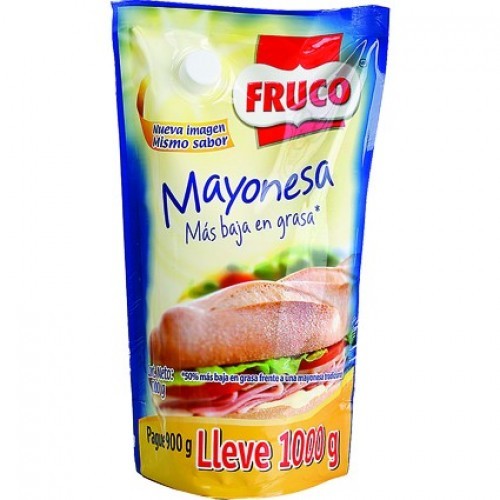 FRUCO
Nueva imagen
Mismo sabor
Mayonesa
Más baja en grasa*
Neto:
*50% más baja en grasa frente a una mayonesa
Pague 900 g Lleve 1000 g